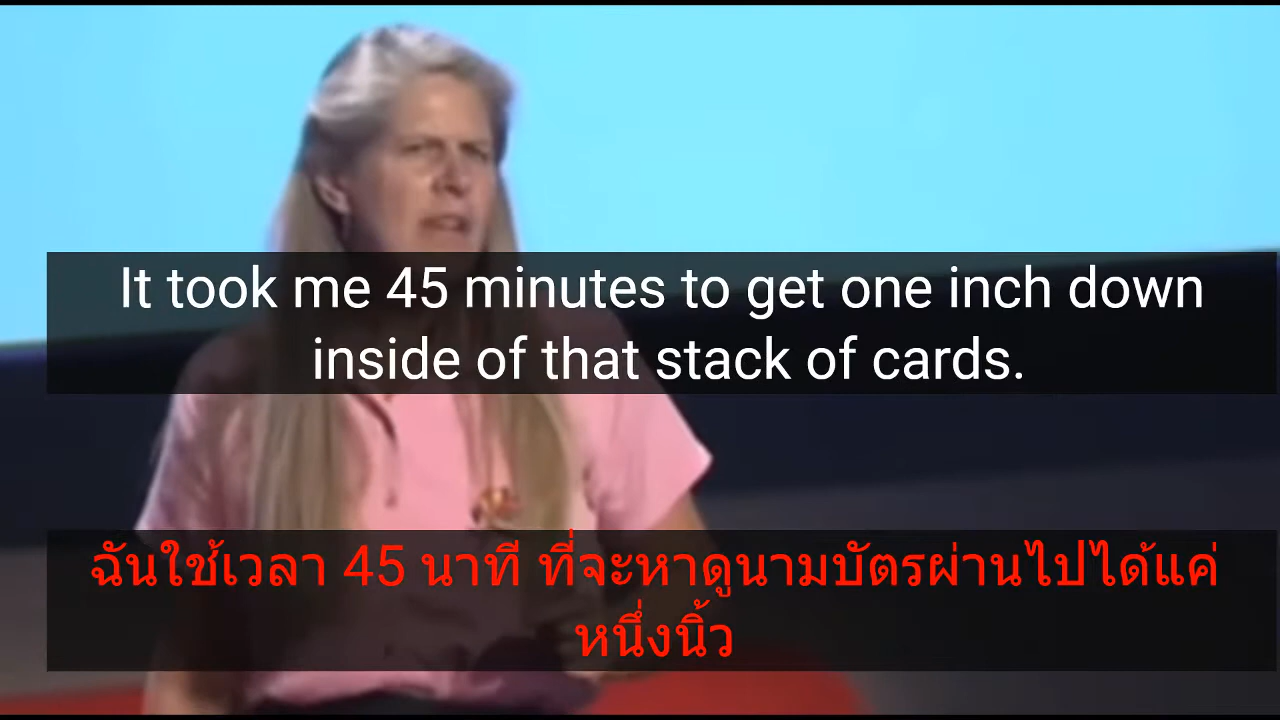 It took me 45 minutes to get one inch down
inside of that stack of cards.
ฉันใช้เวลา 45 นาที ที่จะหาดูนามบัตรผ่านไปได้แค่
หนึ่งนิ้ว